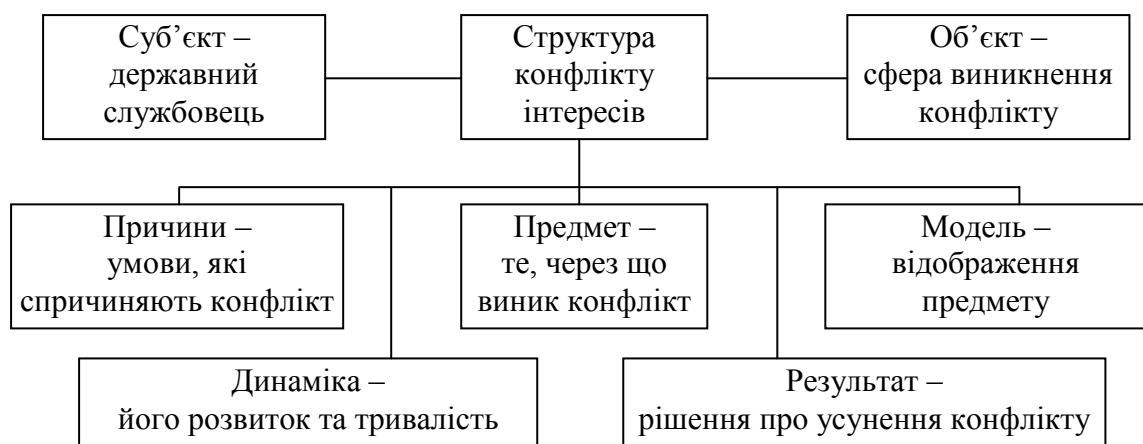 Суб’єкт –
державний
службовець
Структура
конфлікту
інтересів
Об’єкт –
сфера виникнення
конфлікту
Причини –
умови, які
спричиняють конфлікт
Предмет –
те, через що
виник конфлікт
Модель –
відображення
предмету
Динаміка –
його розвиток та тривалість
Результат –
рішення про усунення конфлікту